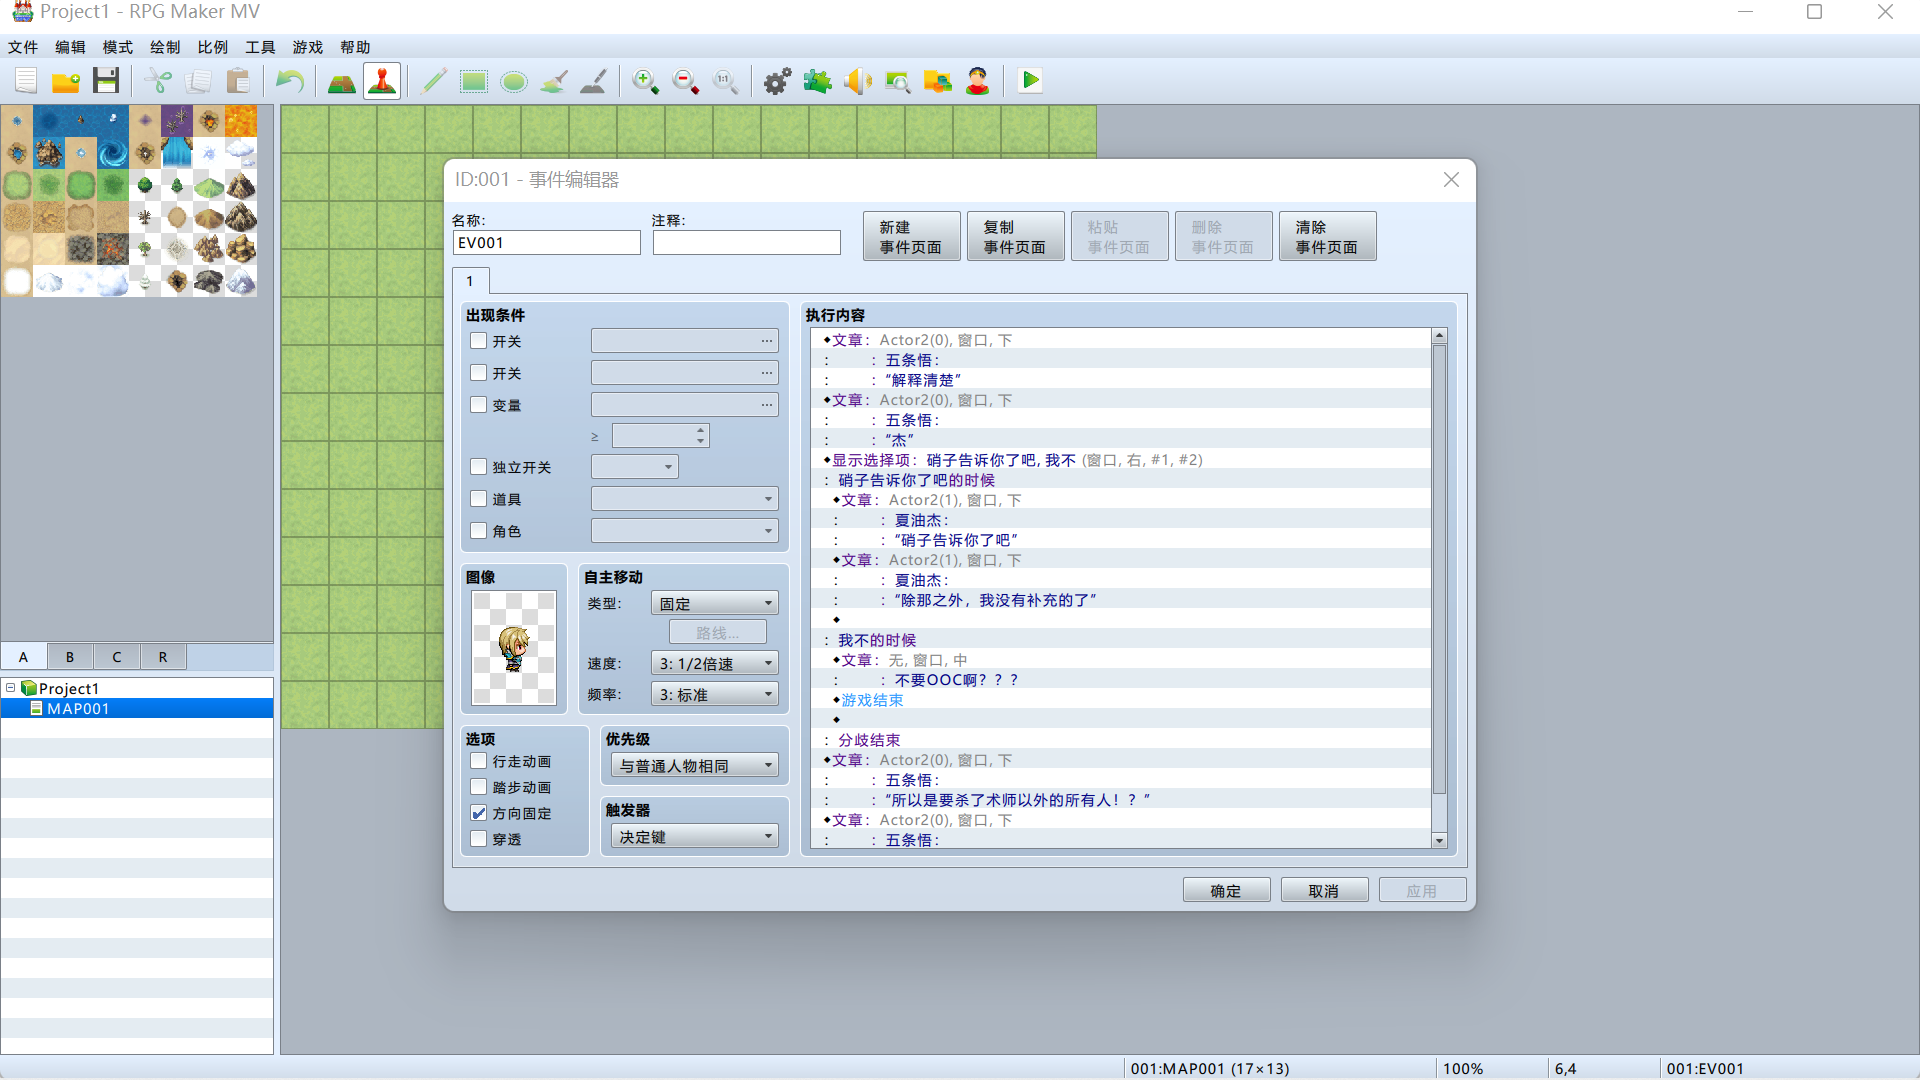 Project1 - RPG Maker MV
文件 编辑 模式 绘制 比例 工具 游戏 帮助
1:1
ID:001 - 事件编辑器
名称:
注释:
EV001
新建
事件页面
复制
事件页面
粘贴
事件页面
删除
事件页面
清除
事件页面
1
出现条件
开关 ...
开关 ...
变量 ...
≥
独立开关
道具
角色
图像
自主移动
类型: 固定
路线...
速度: 3: 1/2倍速
频率: 3: 标准
选项
行走动画
踏步动画
方向固定
穿透
优先级
与普通人物相同
触发器
决定键
执行内容
◆文章：Actor2(0), 窗口, 下
：　　：五条悟：
：　　：“解释清楚”
◆文章：Actor2(0), 窗口, 下
：　　：五条悟：
：　　：“杰”
◆显示选择项：硝子告诉你了吧, 我不 (窗口, 右, #1, #2)
：硝子告诉你了吧的时候
◆文章：Actor2(1), 窗口, 下
：　　：夏油杰：
：　　：“硝子告诉你了吧”
◆文章：Actor2(1), 窗口, 下
：　　：夏油杰：
：　　：“除那之外，我没有补充的了”
◆
：我不的时候
◆文章：无, 窗口, 中
：　　：不要OOC啊？？？
◆游戏结束
◆
：分歧结束
◆文章：Actor2(0), 窗口, 下
：　　：五条悟：
：　　：“所以是要杀了术师以外的所有人！？”
◆文章：Actor2(0), 窗口, 下
：　　：五条悟：
确定 取消 应用
A B C R
Project1
MAP001
001:MAP001 (17×13) 100% 6,4 001:EV001